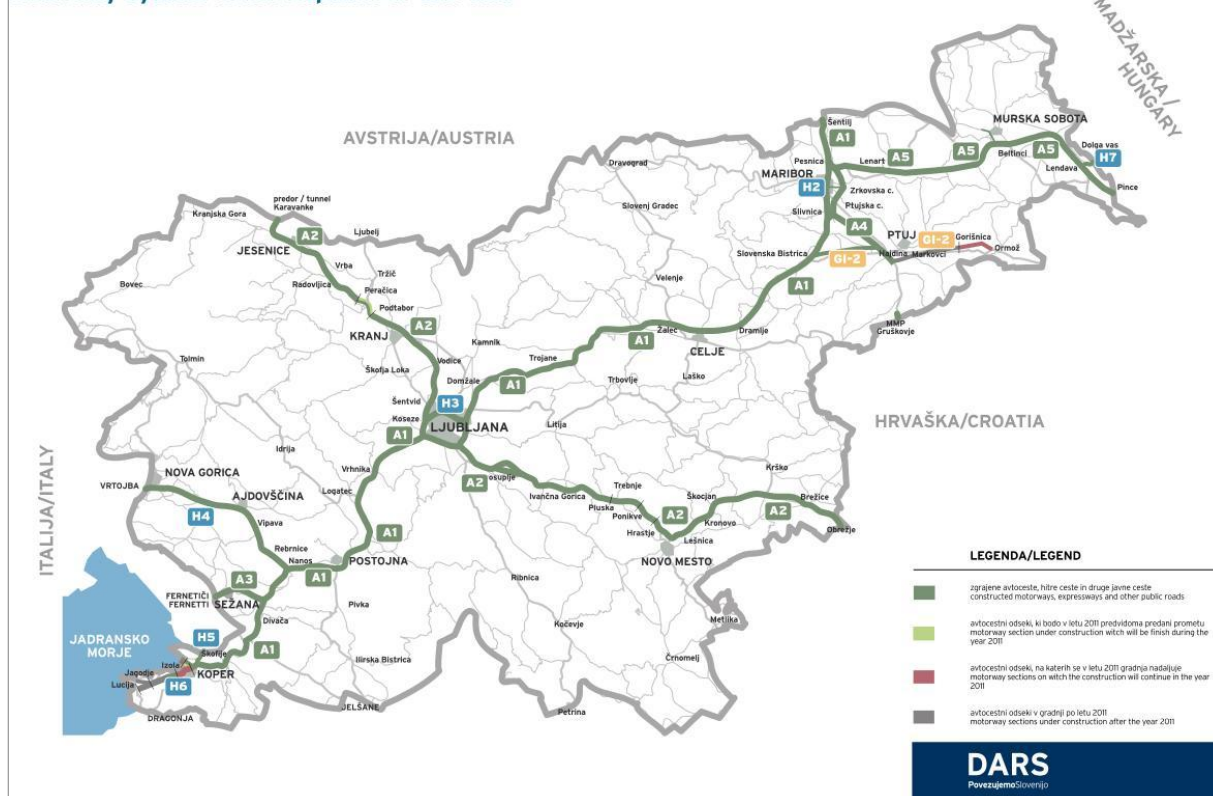 MADŽARSKA /
HUNGARY
AVSTRIJA/AUSTRIA
Šentilj
A1
MURSKA SOBOTA
Dolga vas
H7
Dravograd
Pesnica
Lenart
A5
A5
Beltinci
A5
Lendava
MARIBOR
H2
Zrkovska c.
Pince
predor / tunnel
Karavanke
Kranjska Gora
Slovenj Gradec
Slivnica
Ptujska c.
A2
Ljubelj
A4
PTUJ
G1-2
Gorišnica
JESENICE
Ormož
Hajdina
Markovci
Slovenska Bistrica
G1-2
Vrba
Tržič
Bovec
Radovljica
Peračica
Velenje
A1
Podtabor
MMP
Gruškovje
A2
KRANJ
Žalec
A1
Dramlje
Kamnik
CELJE
Tolmin
Vodice
Trojane
Škofja Loka
Domžale
A1
Trbovlje
Laško
Šentvid
H3
Koseze
LJUBLJANA
Litija
HRVAŠKA/CROATIA
A1
Idrija
Vrhnika
Krško
ITALIJA/ITALY
NOVA GORICA
VRTOJBA
AJDOVŠČINA
Logatec
A2
osuplje
Ivančna Gorica
Trebnje
Pluska
Ponikve
Škocjan
Brežice
H4
Vipava
A1
A2
Kronovo
A2
Obrežje
Hrastje
Lešnica
Rebrnice
Nanos
POSTOJNA
NOVO MESTO
A1
A3
FERNETIČI
FERNETTI
SEŽANA
Ribnica
Pivka
Divača
Kočevje
Metlika
JADRANSKO
MORJE
H5
Škofije
A1
Črnomelj
Izola
KOPER
Ilirska Bistrica
Jagodje
Lucija
H6
JELŠANE
Petrina
DRAGONJA
LEGENDA/LEGEND
zgrajene avtoceste, hitre ceste in druge javne ceste
constructed motorways, expressways and other public roads
avtocestni odseki, ki bodo v letu 2011 predvidoma predani prometu
motorway section under construction witch will be finish during the
year 2011
avtocestni odseki, na katerih se v letu 2011 gradnja nadaljuje
motorway sections on witch the construction will continue in the year
2011
avtocestni odseki v gradnji po letu 2011
motorway sections under construction after the year 2011
DARS
PovezujemoSlovenijo